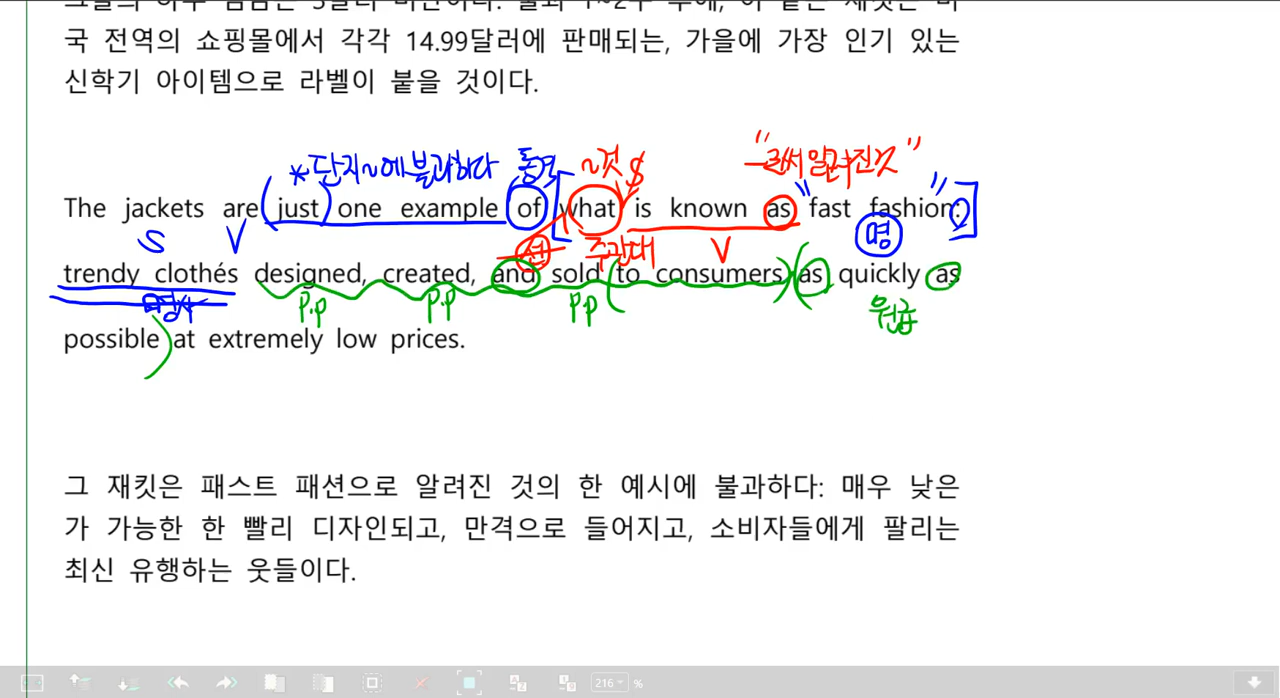 국 전역의 쇼핑몰에서 각각 14.99달러에 판매되는, 가을에 가장 인기 있는
신학기 아이템으로 라벨이 붙을 것이다.
*단지~에 불과하다 동격 ~것 $ "로써 알려진 것"
The jackets are (just) one example of [what is known as "fast fashion":]
S V 선 주관대 V 명
trendy clothes designed, created, and sold (to consumers) (as quickly as
명사 p.p p.p p.p 원급
possible) at extremely low prices.
그 재킷은 패스트 패션으로 알려진 것의 한 예시에 불과하다: 매우 낮은
가 가능한 한 빨리 디자인되고, 만격으로 들어지고, 소비자들에게 팔리는
최신 유행하는 웃들이다.
216 %